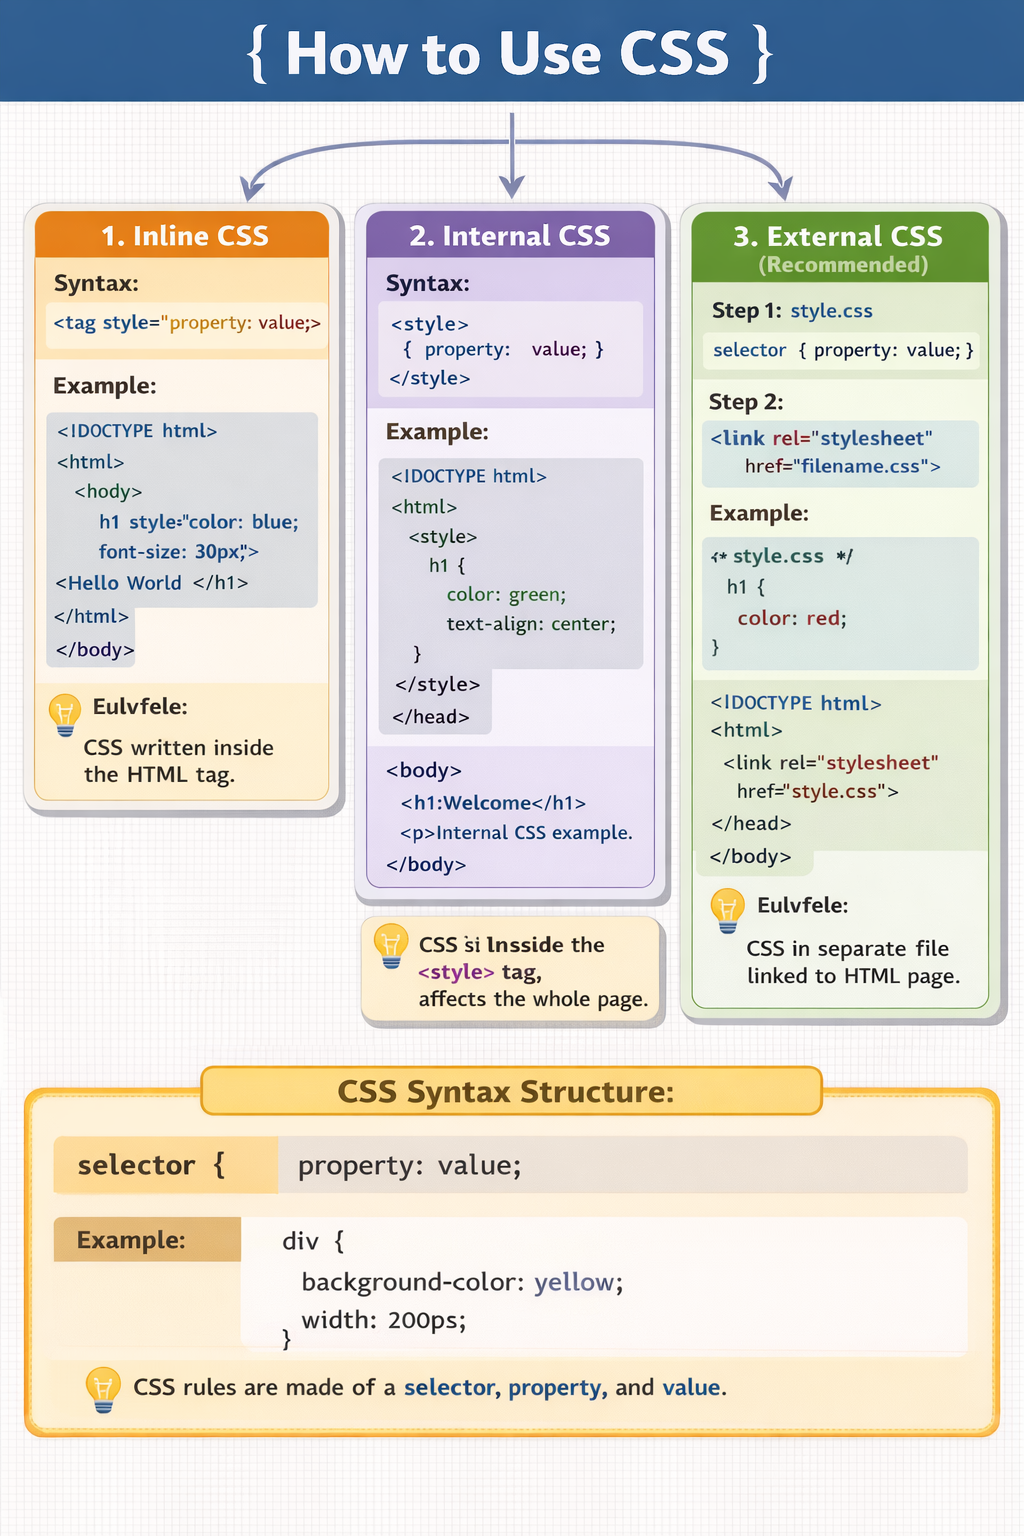 { How to Use CSS }
1. Inline CSS
Syntax:
<tag style="property: value;>
Example:
<!DOCTYPE html>
<html>
<body>
h1 style="color: blue;
font-size: 30px;">
<Hello World </h1>
</html>
</body>
Eulvfele:
CSS written inside
the HTML tag.
2. Internal CSS
Syntax:
<style>
{ property: value; }
</style>
Example:
<!DOCTYPE html>
<html>
<style>
h1 {
color: green;
text-align: center;
}
</style>
</head>
<body>
<h1:Welcome</h1>
<p>Internal CSS example.
</body>
CSS si Insside the
<style> tag,
affects the whole page.
3. External CSS
(Recommended)
Step 1: style.css
selector { property: value; }
Step 2:
<link rel="stylesheet"
href="filename.css">
Example:
/* style.css */
h1 {
color: red;
}
<!DOCTYPE html>
<html>
<link rel="stylesheet"
href="style.css">
</head>
</body>
Eulvfele:
CSS in separate file
linked to HTML page.
CSS Syntax Structure:
selector { property: value;
Example:
div {
background-color: yellow;
width: 200ps;
}
CSS rules are made of a selector, property, and value.